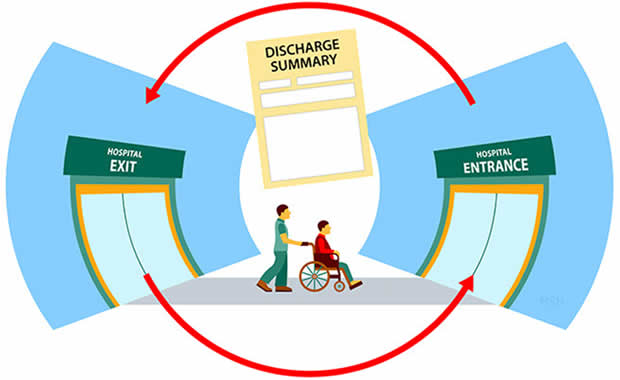 DISCHARGE
SUMMARY
HOSPITAL
EXIT
HOSPITAL
ENTRANCE